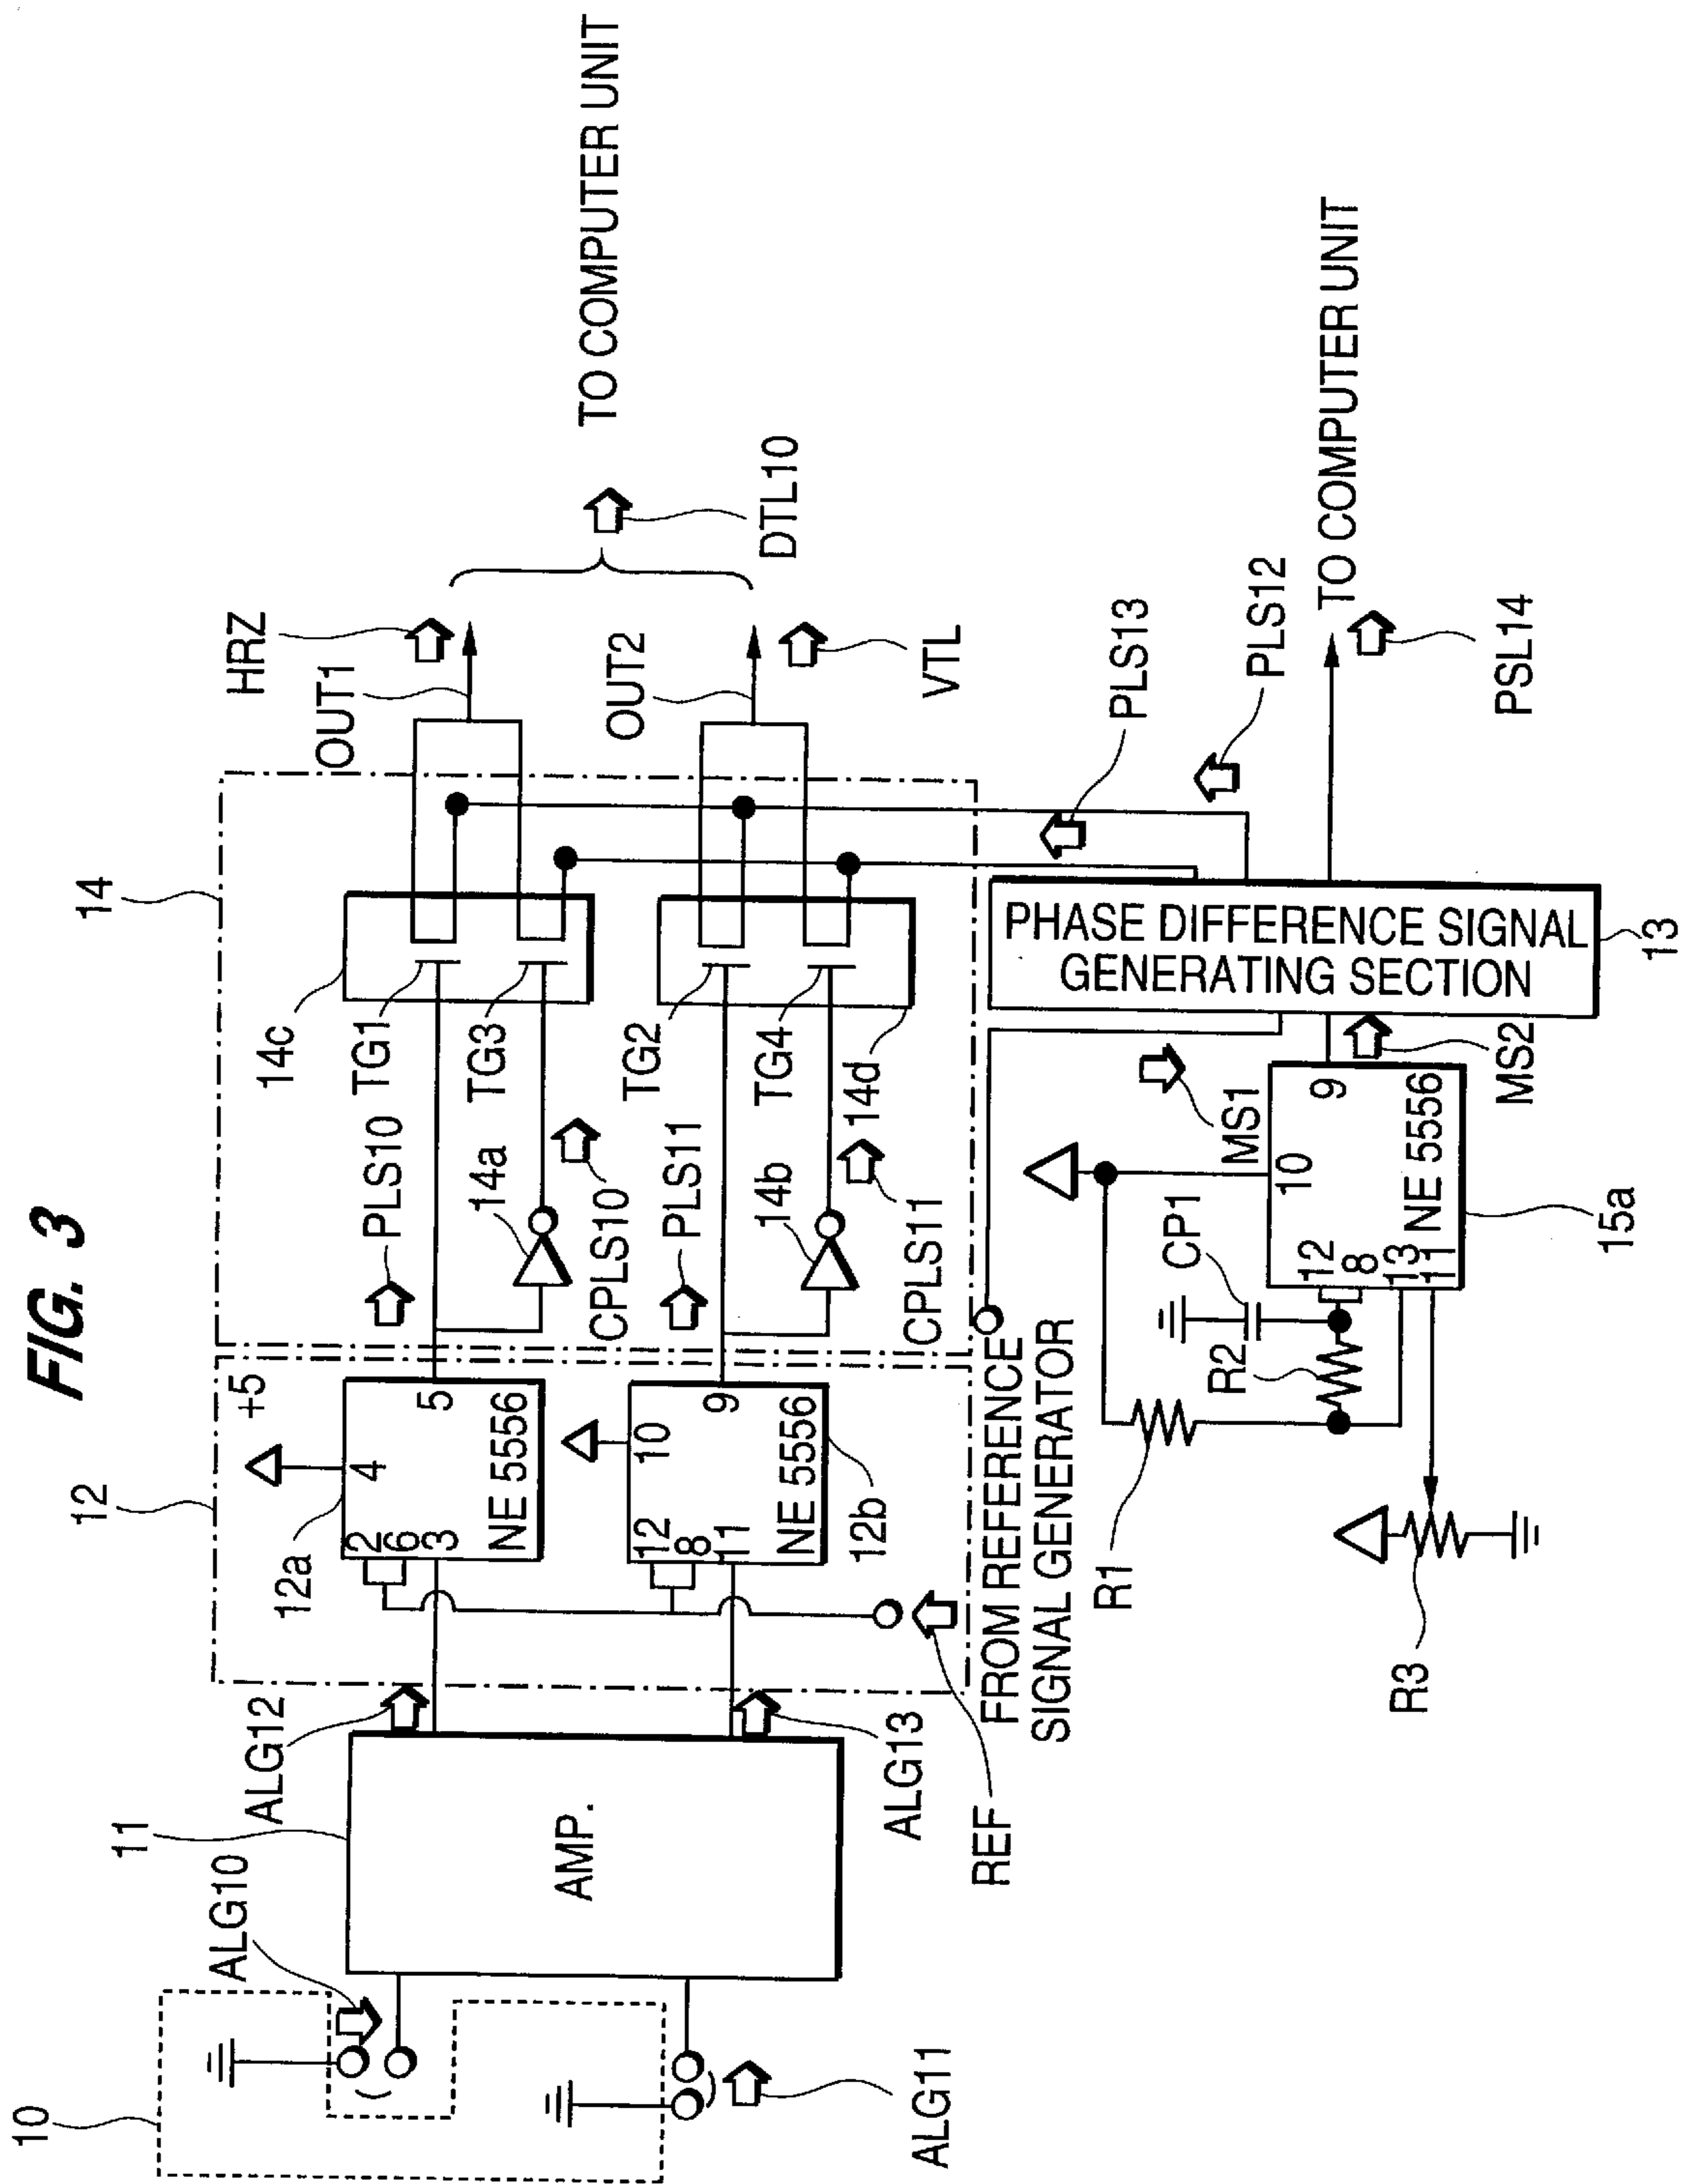 FIG. 3
10
ALG10
ALG11
11
AMP.
ALG12
ALG13
REF
FROM REFERENCE
SIGNAL GENERATOR
12
+5
12a
4
2
6
3
5
NE 5556
10
12
8
11
9
NE 5556
12b
14
PLS10
14a
CPLS10
PLS11
14b
CPLS11
14c
TG1
TG3
TG2
TG4
14d
OUT1
HRZ
OUT2
VTL
DTL10
TO COMPUTER UNIT
PLS13
PLS12
PHASE DIFFERENCE SIGNAL
GENERATING SECTION
13
TO COMPUTER UNIT
PSL14
MS1
MS2
10
9
12
8
13
11
NE 5556
15a
CP1
R2
R1
R3